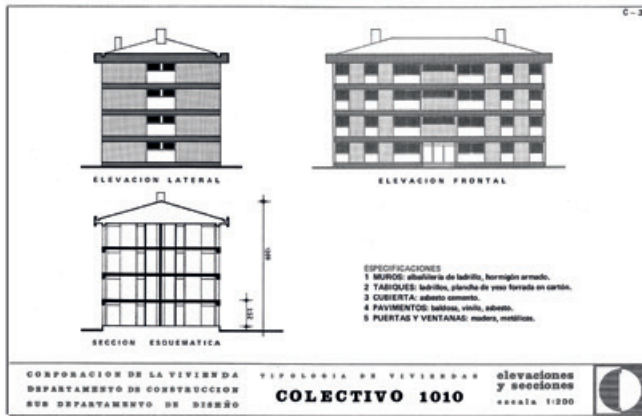 C-3
ELEVACION LATERAL
ELEVACION FRONTAL
ESPECIFICACIONES
1 MUROS: albañilería de ladrillo, hormigón armado.
2 TABIQUES: ladrillos, plancha de yeso forrada en cartón.
3 CUBIERTA: asbesto cemento.
4 PAVIMENTOS: baldosa, vinilo, asbesto.
5 PUERTAS Y VENTANAS: madera, metálicas.
SECCION ESQUEMATICA
CORPORACION DE LA VIVIENDA
DEPARTAMENTO DE CONSTRUCCION
SUB DEPARTAMENTO DE DISEÑO
TIPOLOGIA DE VIVIENDAS
COLECTIVO 1010
elevaciones
y secciones
escala 1:200